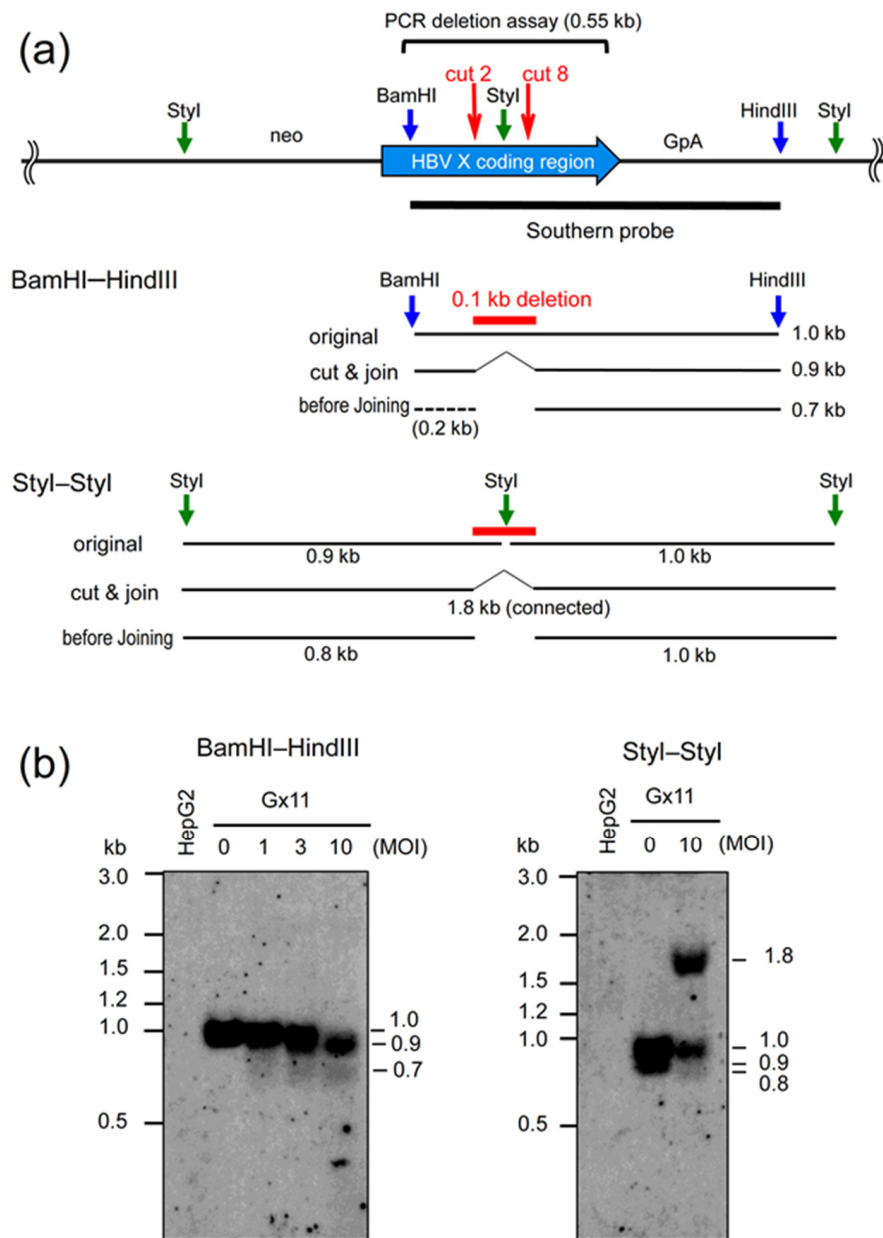 (a)
PCR deletion assay (0.55 kb)
cut 2
cut 8
StyI
BamHI
StyI
HindIII
StyI
neo
HBV X coding region
GpA
Southern probe
BamHI–HindIII
BamHI
HindIII
0.1 kb deletion
original
1.0 kb
cut & join
0.9 kb
before Joining
0.7 kb
(0.2 kb)
StyI–StyI
StyI
StyI
StyI
original
0.9 kb
1.0 kb
cut & join
1.8 kb (connected)
before Joining
0.8 kb
1.0 kb
(b)
BamHI–HindIII
HepG2
Gx11
kb
0 1 3 10 (MOI)
3.0
2.0
1.5
1.2
1.0
0.5
1.0
0.9
0.7
StyI–StyI
HepG2
Gx11
kb
0 10 (MOI)
3.0
2.0
1.5
1.2
1.0
0.5
1.8
1.0
0.9
0.8